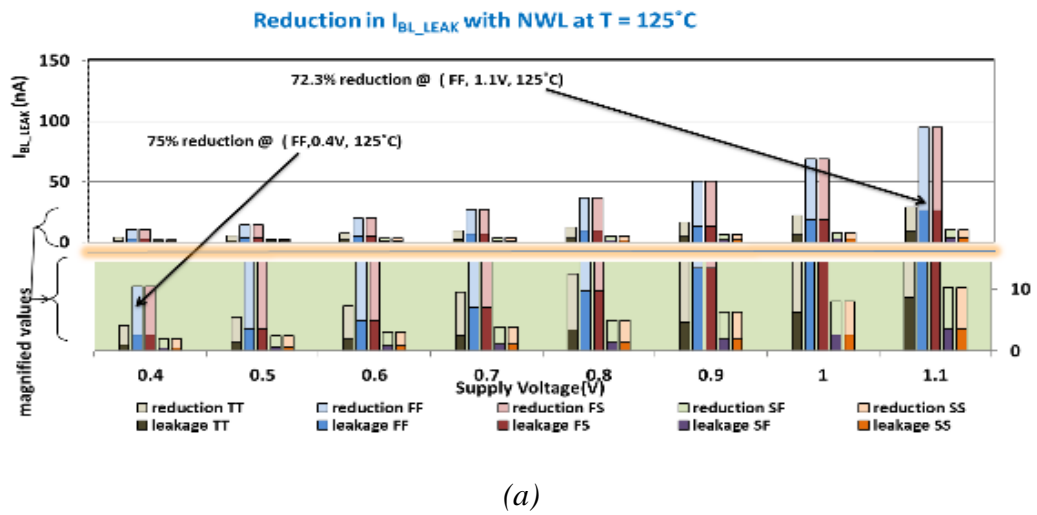 Reduction in I_BL_LEAK with NWL at T = 125˚C
I_BL_LEAK (nA)
150
100
50
0
72.3% reduction @ ( FF, 1.1V, 125˚C)
75% reduction @ ( FF,0.4V, 125˚C)
magnified values
10
0
0.4 0.5 0.6 0.7 0.8 0.9 1 1.1
Supply Voltage(V)
reduction TT reduction FF reduction FS reduction SF reduction SS
leakage TT leakage FF leakage FS leakage SF leakage SS
(a)